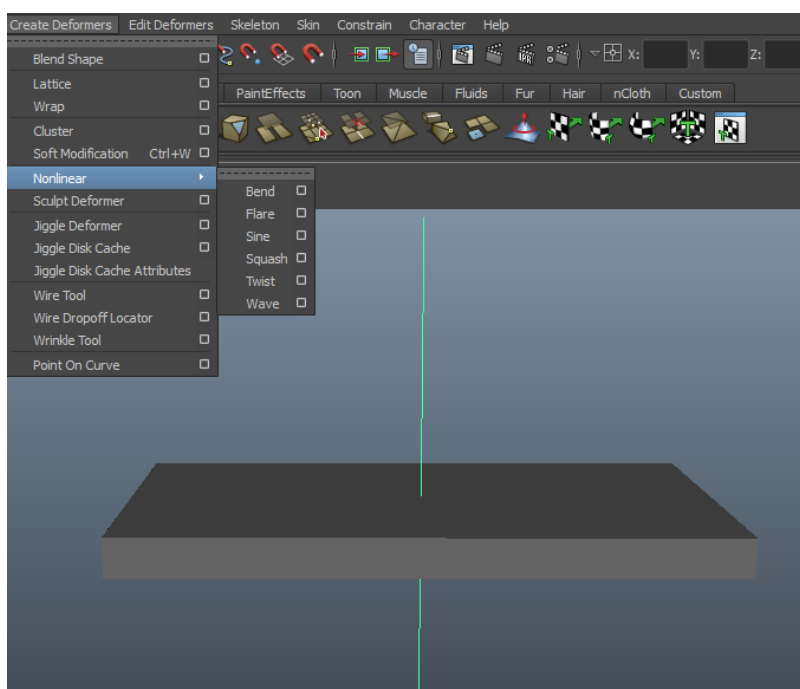 Create Deformers Edit Deformers Skeleton Skin Constrain Character Help
Blend Shape
X: Y: Z:
Lattice
PaintEffects Toon Muscle Fluids Fur Hair nCloth Custom
Wrap
Cluster
Soft Modification Ctrl+W
Nonlinear
Bend
Sculpt Deformer
Flare
Jiggle Deformer
Sine
Jiggle Disk Cache
Squash
Jiggle Disk Cache Attributes
Twist
Wire Tool
Wave
Wire Dropoff Locator
Wrinkle Tool
Point On Curve
IPR
T